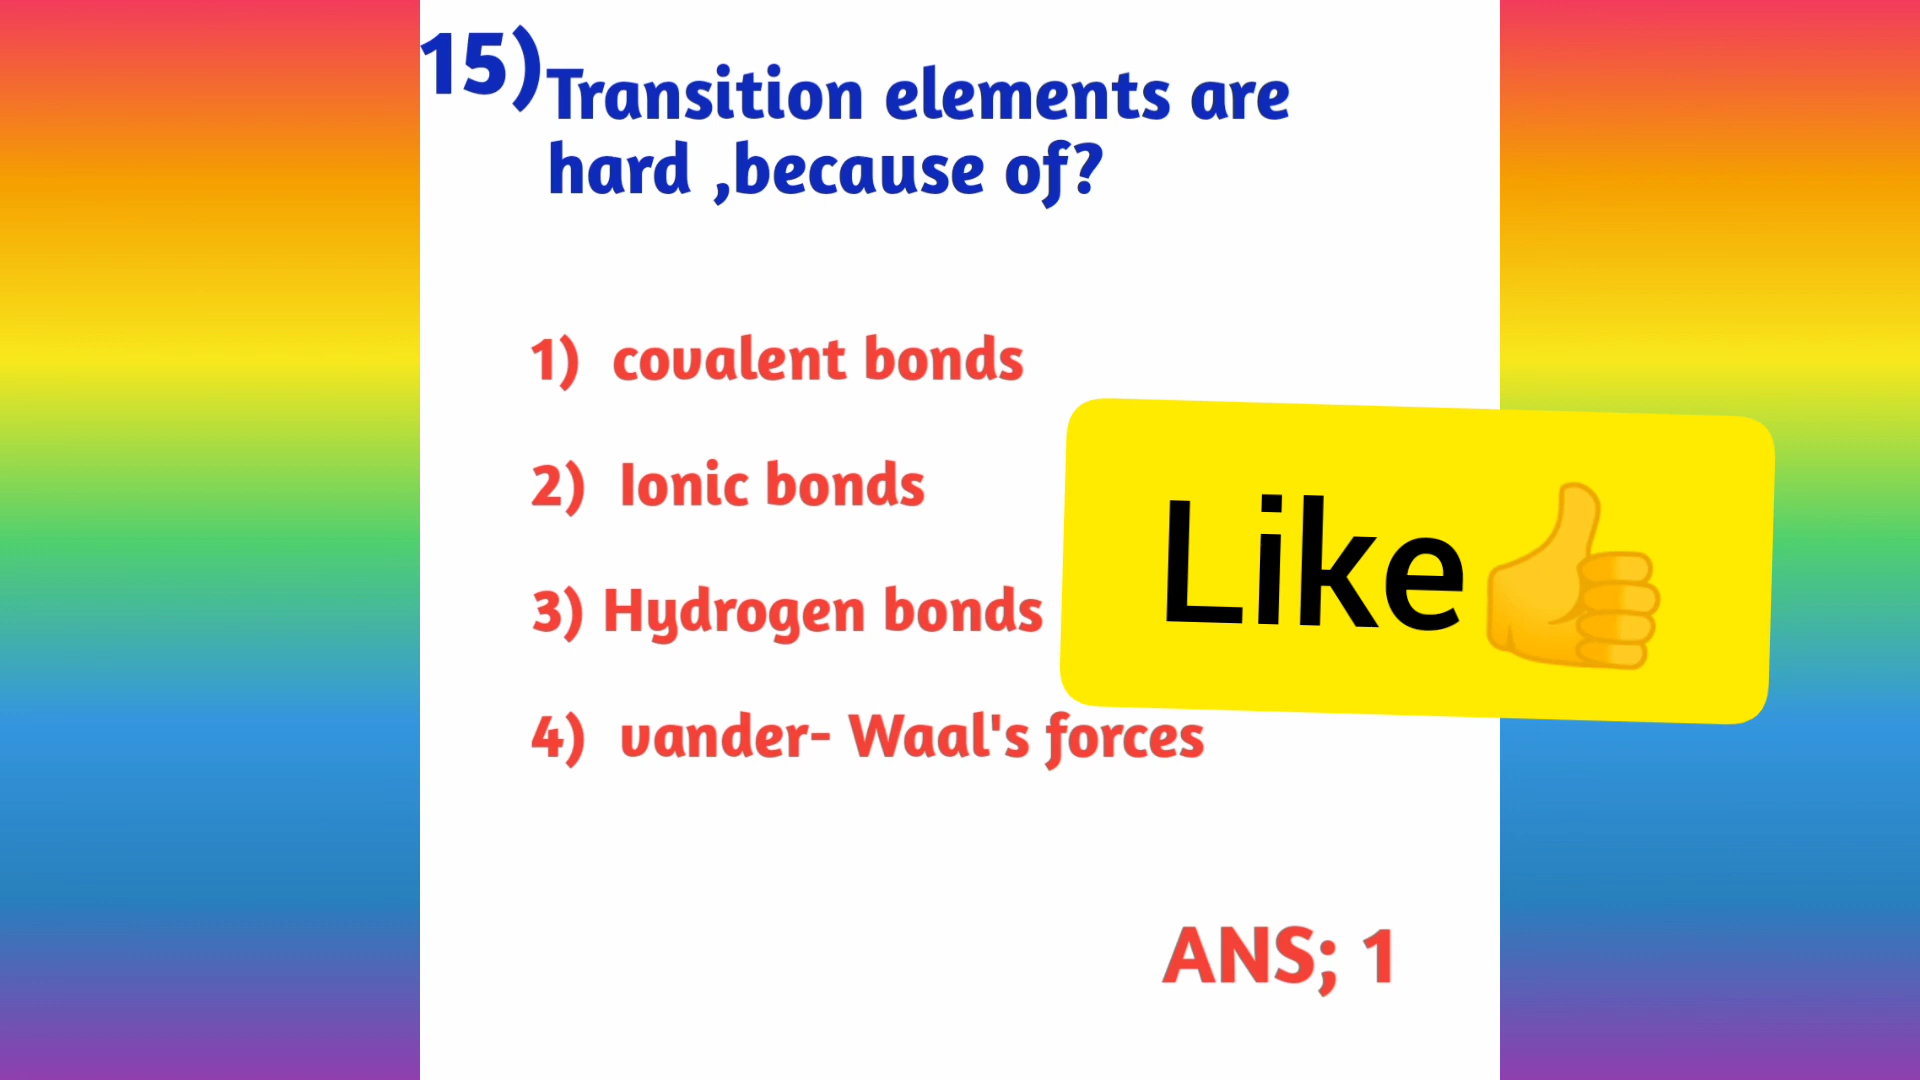 15) Transition elements are
hard ,because of?
1) covalent bonds
2) Ionic bonds
3) Hydrogen bonds
Like👍
4) vander- Waal's forces
ANS; 1